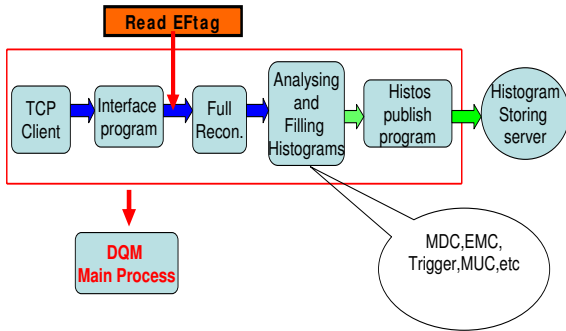 Read EFtag
TCP
Client
Interface
program
Full
Recon.
Analysing
and
Filling
Histograms
Histos
publish
program
Histogram
Storing
server
DQM
Main Process
MDC,EMC,
Trigger,MUC,etc